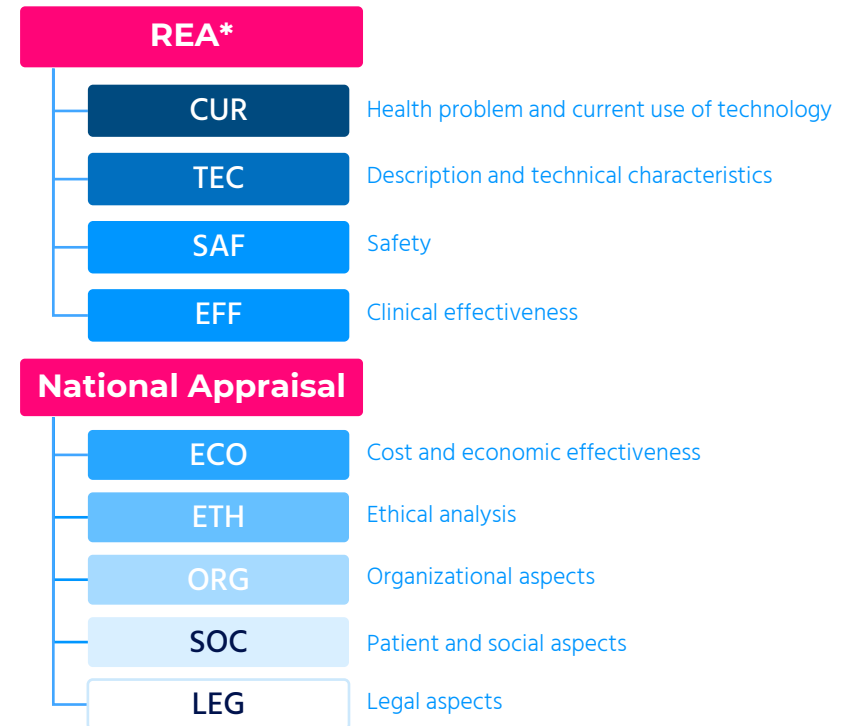 REA*
CUR Health problem and current use of technology
TEC Description and technical characteristics
SAF Safety
EFF Clinical effectiveness
National Appraisal
ECO Cost and economic effectiveness
ETH Ethical analysis
ORG Organizational aspects
SOC Patient and social aspects
LEG Legal aspects